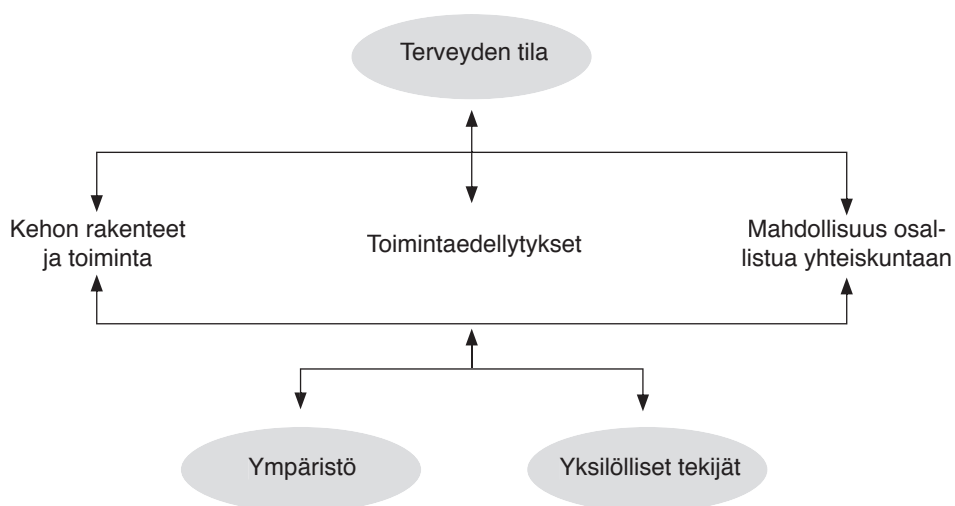 Terveyden tila
Kehon rakenteet
ja toiminta
Toimintaedellytykset
Mahdollisuus osal-
listua yhteiskuntaan
Ympäristö
Yksilölliset tekijät